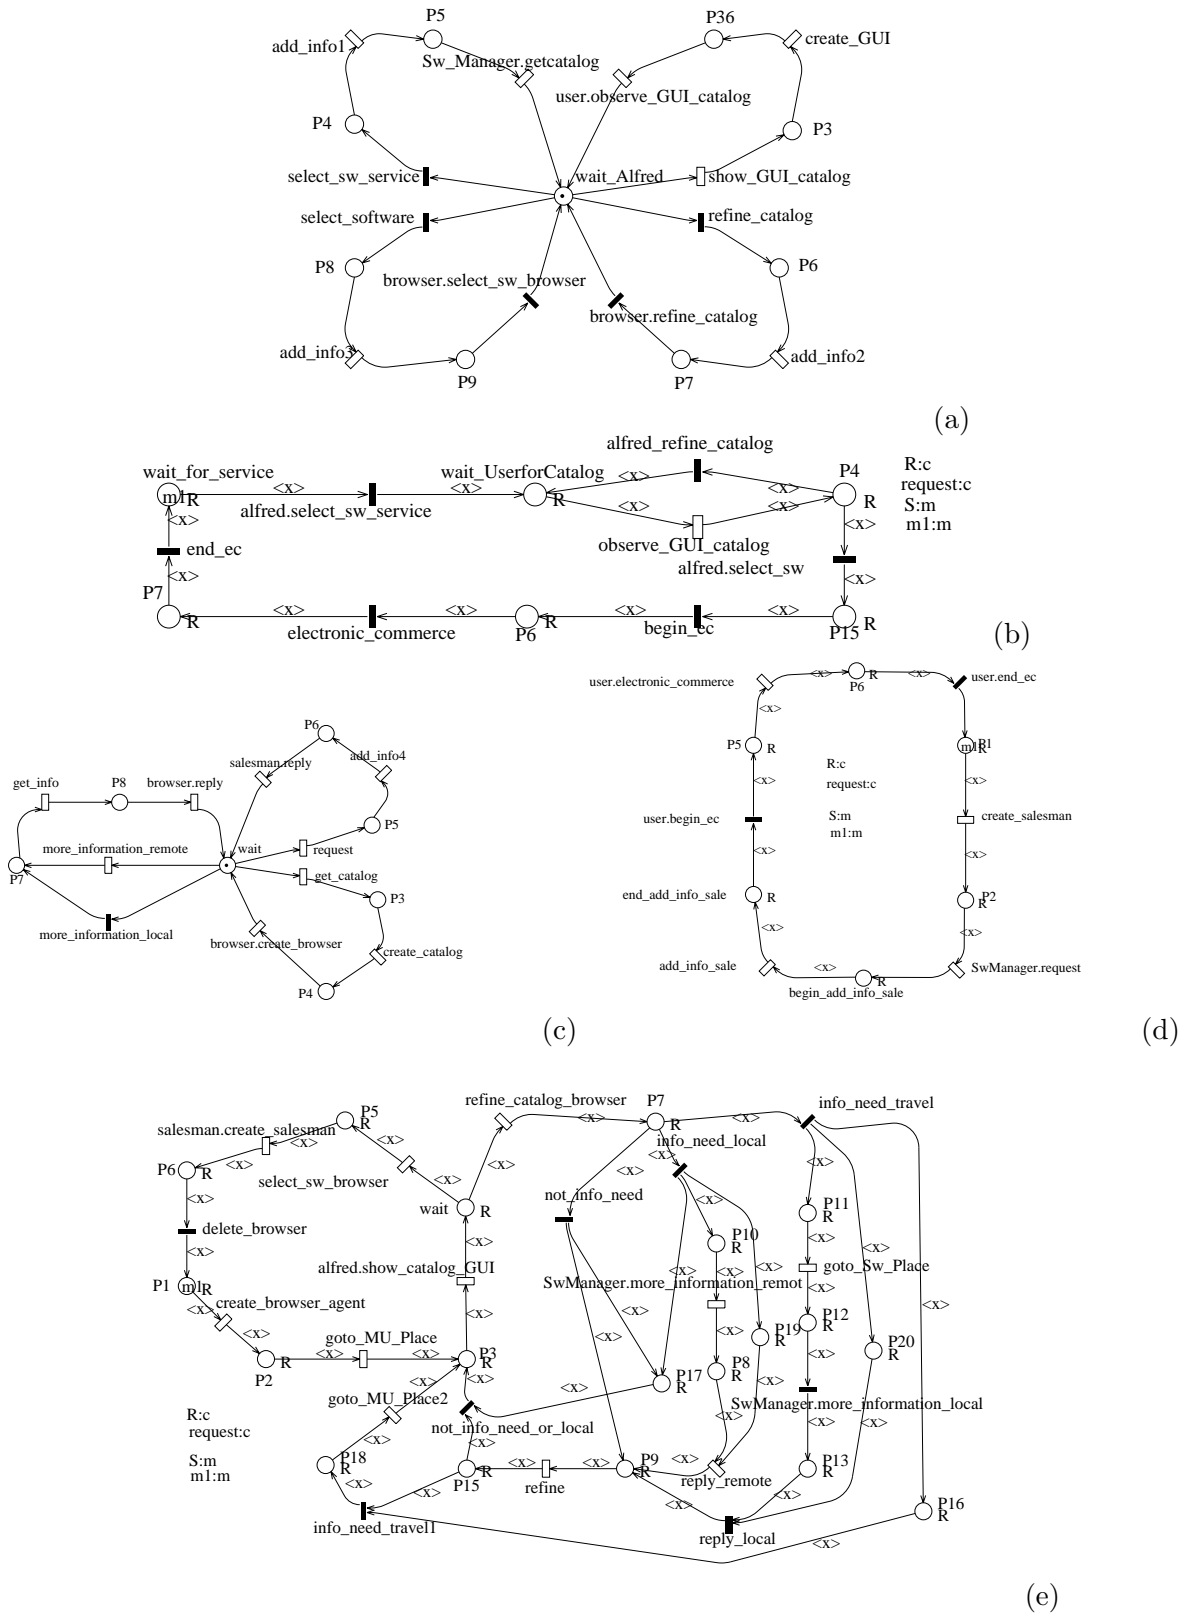 P5
P36
add_info1
create_GUI
Sw_Manager.getcatalog
user.observe_GUI_catalog
P4
P3
select_sw_service
wait_Alfred
show_GUI_catalog
select_software
refine_catalog
P8
P6
browser.select_sw_browser
browser.refine_catalog
add_info3
add_info2
P9
P7
(a)
alfred_refine_catalog
wait_for_service
wait_UserforCatalog
<x>
P4
R:c
request:c
S:m
m1:m
m1
R
<x>
<x>
R
<x>
<x>
<x>
R
alfred.select_sw_service
<x>
<x>
end_ec
observe_GUI_catalog
alfred.select_sw
P7
<x>
<x>
R
<x>
<x>
<x>
<x>
R
electronic_commerce
P6
R
begin_ec
P15
(b)
user.electronic_commerce
<x>
P6
R
<x>
user.end_ec
<x>
P5
R
m1
P1
R
R:c
request:c
<x>
<x>
S:m
m1:m
user.begin_ec
create_salesman
<x>
<x>
end_add_info_sale
R
P2
R
<x>
<x>
add_info_sale
<x>
SwManager.request
R
begin_add_info_sale
(d)
P6
salesman.reply
add_info4
get_info
P8
browser.reply
P5
more_information_remote
wait
request
P7
get_catalog
P3
more_information_local
browser.create_browser
create_catalog
P4
(c)
refine_catalog_browser
P7
info_need_travel
P5
R
<x>
R
<x>
salesman.create_salesman
<x>
<x>
info_need_local
<x>
P6
R
<x>
<x>
<x>
<x>
<x>
select_sw_browser
not_info_need
<x>
<x>
wait
R
P11
R
delete_browser
P10
R
<x>
<x>
<x>
<x>
alfred.show_catalog_GUI
<x>
<x>
<x>
goto_Sw_Place
SwManager.more_information_remot
P1
m1
R
<x>
create_browser_agent
<x>
<x>
<x>
<x>
P12
R
<x>
<x>
goto_MU_Place
<x>
<x>
<x>
P19
R
P20
R
P2
R
P3
R
P8
R
<x>
<x>
P17
R
<x>
<x>
goto_MU_Place2
SwManager.more_information_local
R:c
request:c
not_info_need_or_local
<x>
<x>
<x>
<x>
<x>
P18
R
S:m
m1:m
P15
R
<x>
<x>
P9
R
<x>
P13
R
refine
reply_remote
<x>
<x>
<x>
<x>
P16
R
info_need_travel1
reply_local
<x>
(e)